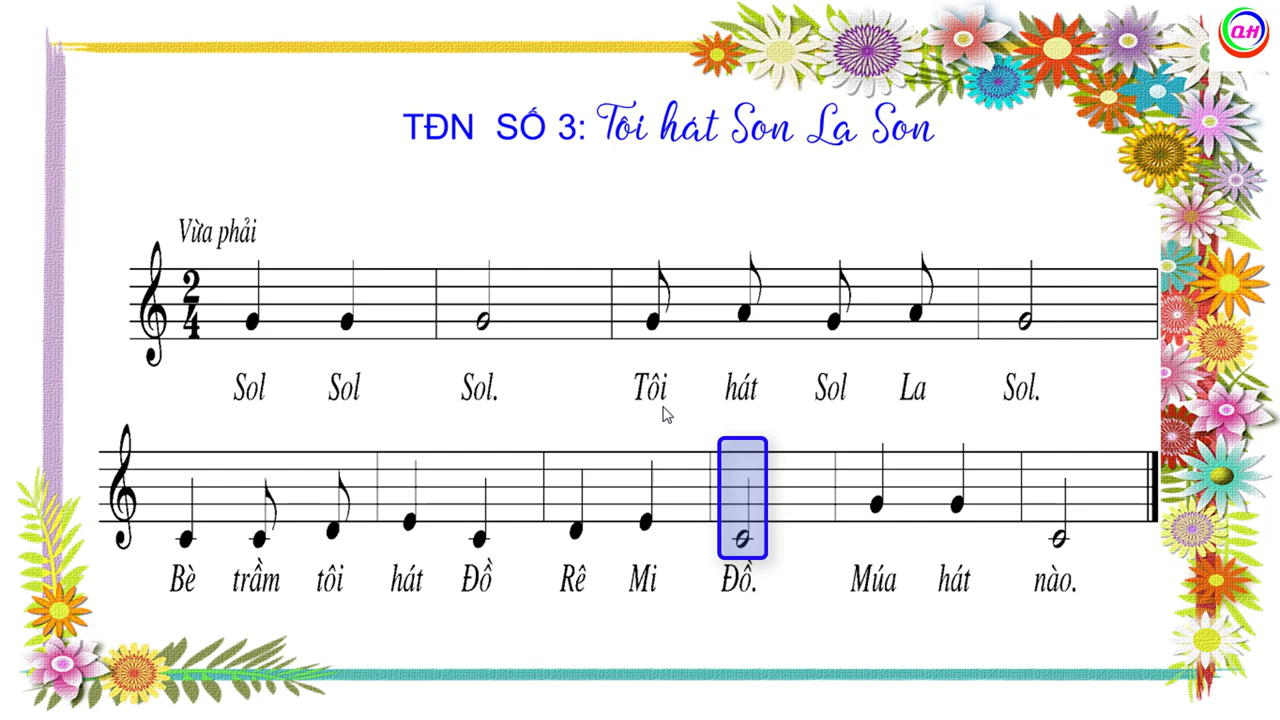 QH
TĐN SỐ 3: Tôi hát Son La Son
Vừa phải
2
4
Sol Sol Sol. Tôi hát Sol La Sol.
Bè trầm tôi hát Đồ Rê Mi Đồ. Múa hát nào.